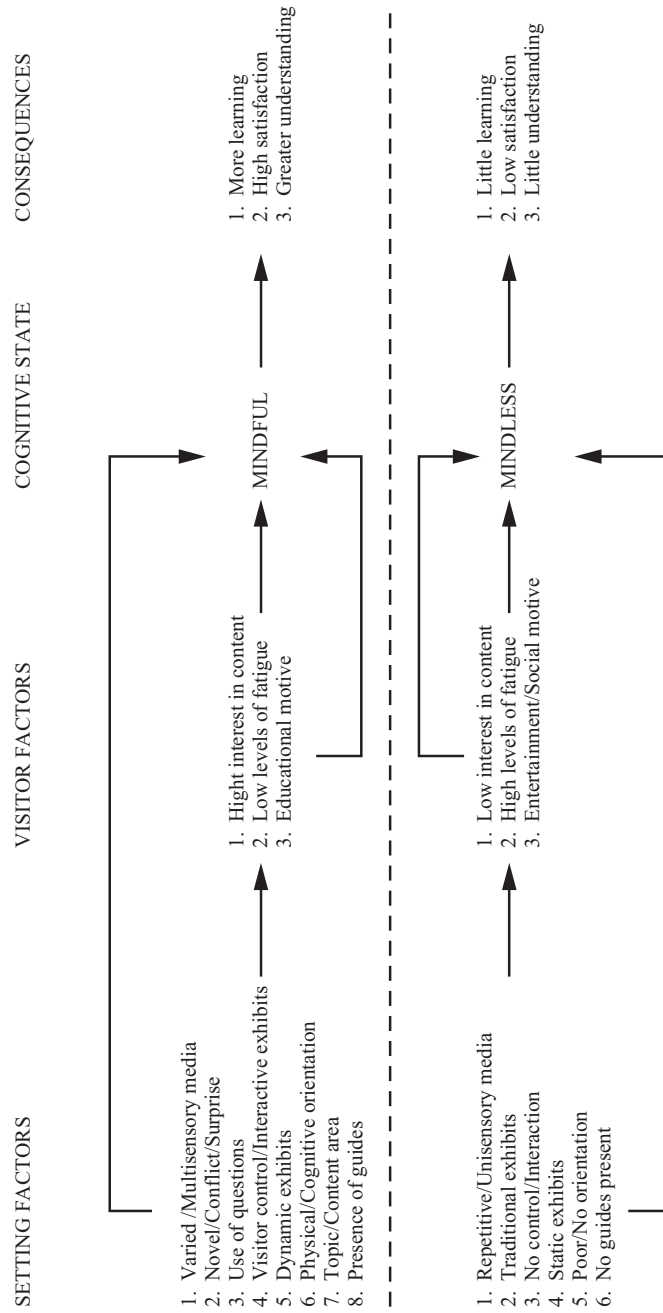 SETTING FACTORS
VISITOR FACTORS
COGNITIVE STATE
CONSEQUENCES
1. Varied /Multisensory media
2. Novel/Conflict/Surprise
3. Use of questions
4. Visitor control/Interactive exhibits
5. Dynamic exhibits
6. Physical/Cognitive orientation
7. Topic/Content area
8. Presence of guides
1. Hight interest in content
2. Low levels of fatigue
3. Educational motive
MINDFUL
1. More learning
2. High satisfaction
3. Greater understanding
1. Repetitive/Unisensory media
2. Traditional exhibits
3. No control/Interaction
4. Static exhibits
5. Poor/No orientation
6. No guides present
1. Low interest in content
2. High levels of fatigue
3. Entertainment/Social motive
MINDLESS
1. Little learning
2. Low satisfaction
3. Little understanding